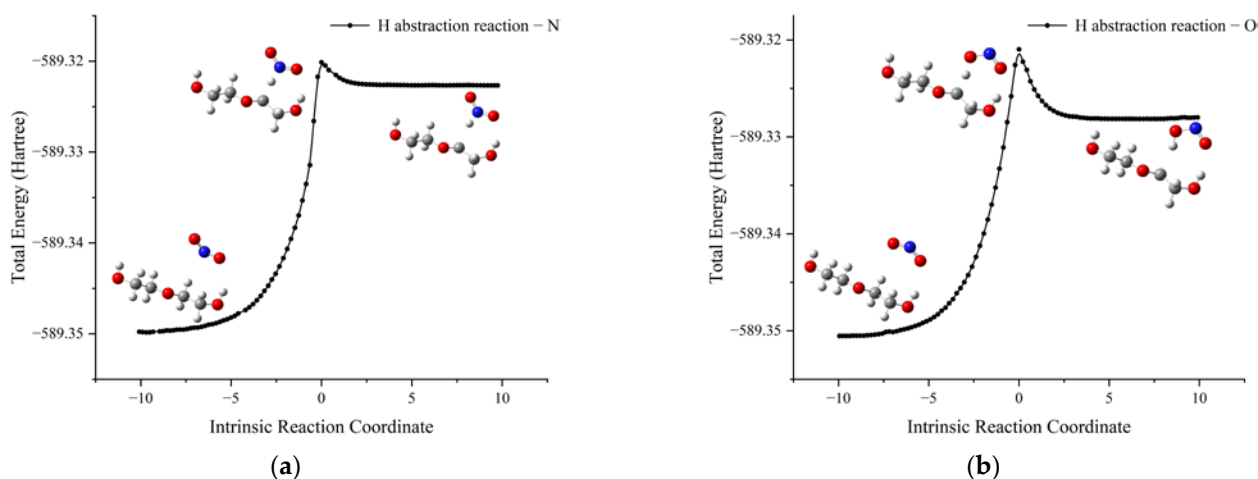 H abstraction reaction − N
Total Energy (Hartree)
−589.32
−589.33
−589.34
−589.35
−10
−5
0
5
10
Intrinsic Reaction Coordinate
(a)
H abstraction reaction − O
Total Energy (Hartree)
−589.32
−589.33
−589.34
−589.35
−10
−5
0
5
10
Intrinsic Reaction Coordinate
(b)